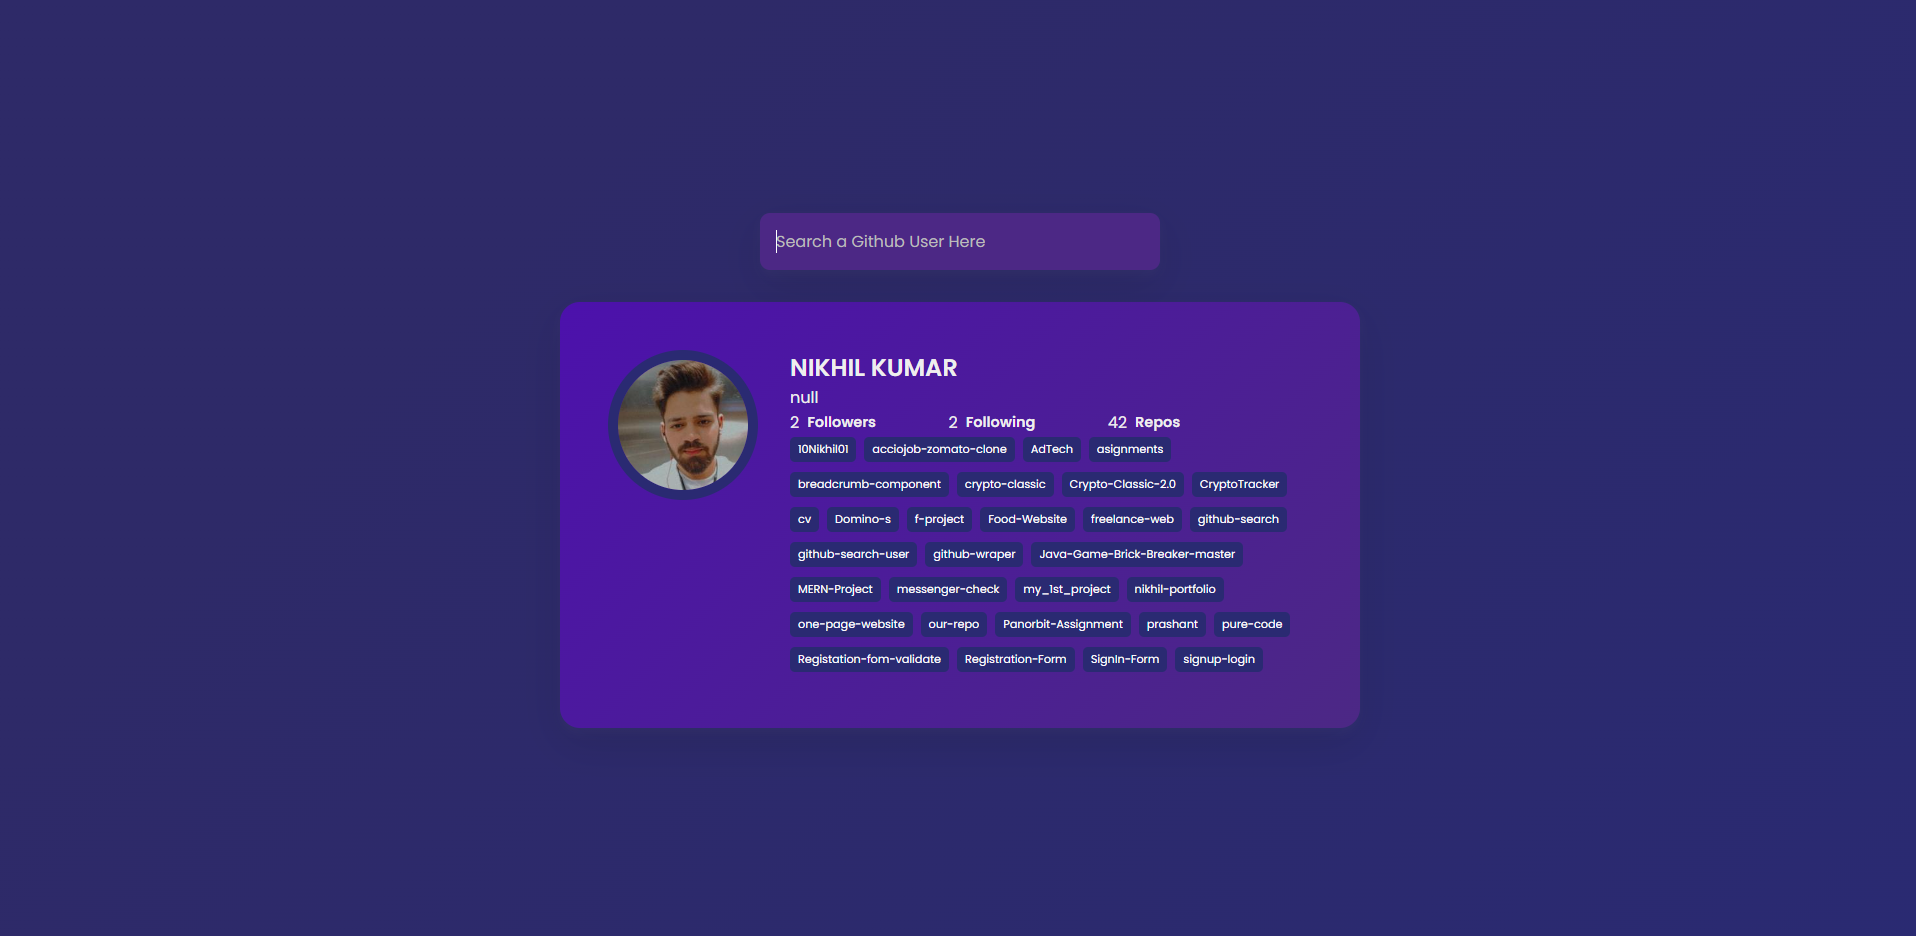 Search a Github User Here
NIKHIL KUMAR
null
2 Followers 2 Following 42 Repos
10Nikhil01 acciojob-zomato-clone AdTech asignments
breadcrumb-component crypto-classic Crypto-Classic-2.0 CryptoTracker
cv Domino-s f-project Food-Website freelance-web github-search
github-search-user github-wraper Java-Game-Brick-Breaker-master
MERN-Project messenger-check my_1st_project nikhil-portfolio
one-page-website our-repo Panorbit-Assignment prashant pure-code
Registation-fom-validate Registration-Form SignIn-Form signup-login